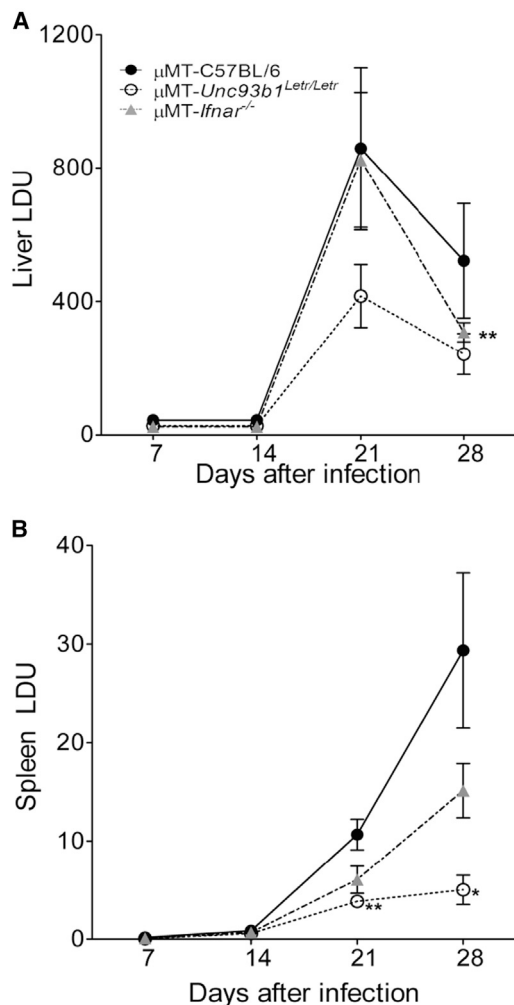 A
1200
800
400
0
Liver LDU
μMT-C57BL/6
μMT-Unc93b1Letr/Letr
μMT-Ifnar-/-
**
7 14 21 28
Days after infection
B
40
30
20
10
0
Spleen LDU
**
*
7 14 21 28
Days after infection